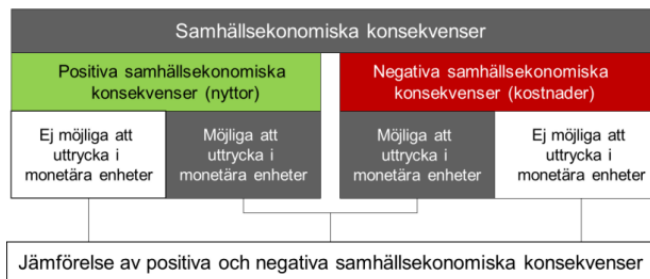 Samhällsekonomiska konsekvenser
Positiva samhällsekonomiska
konsekvenser (nyttor)
Negativa samhällsekonomiska
konsekvenser (kostnader)
Ej möjliga att
uttrycka i
monetära enheter
Möjliga att
uttrycka i
monetära enheter
Möjliga att
uttrycka i
monetära enheter
Ej möjliga att
uttrycka i
monetära enheter
Jämförelse av positiva och negativa samhällsekonomiska konsekvenser